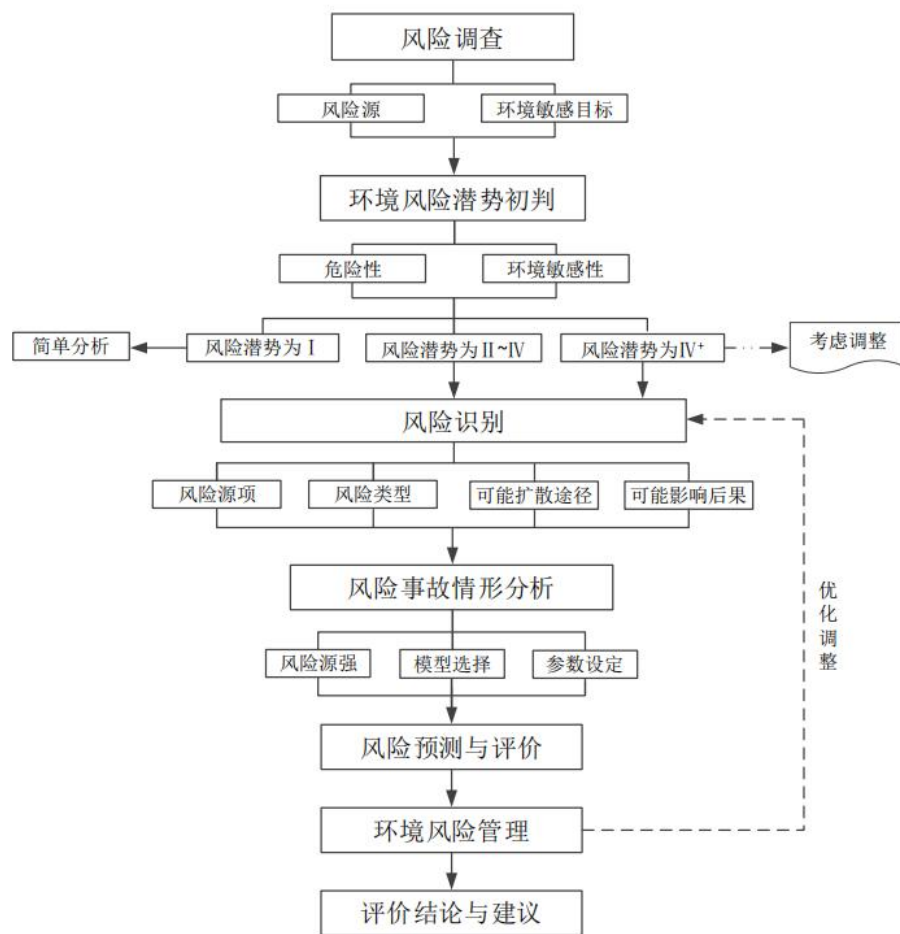 风险调查
风险源
环境敏感目标
环境风险潜势初判
危险性
环境敏感性
简单分析
风险潜势为Ⅰ
风险潜势为Ⅱ~Ⅳ
风险潜势为Ⅳ+
考虑调整
风险识别
风险源项
风险类型
可能扩散途径
可能影响后果
风险事故情形分析
风险源强
模型选择
参数设定
优化调整
风险预测与评价
环境风险管理
评价结论与建议